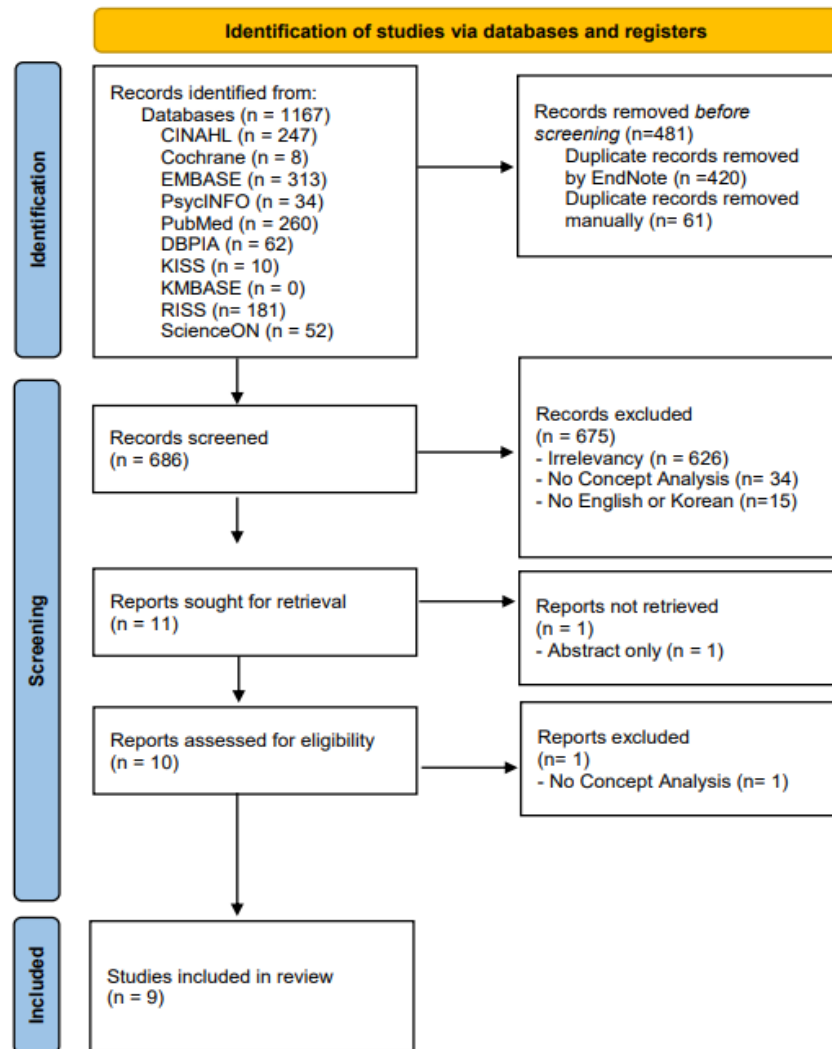 Identification of studies via databases and registers
Identification
Records identified from:
Databases (n = 1167)
CINAHL (n = 247)
Cochrane (n = 8)
EMBASE (n = 313)
PsycINFO (n = 34)
PubMed (n = 260)
DBPIA (n = 62)
KISS (n = 10)
KMBASE (n = 0)
RISS (n= 181)
ScienceON (n = 52)
Records removed before
screening (n=481)
Duplicate records removed
by EndNote (n =420)
Duplicate records removed
manually (n= 61)
Screening
Records screened
(n = 686)
Records excluded
(n = 675)
- Irrelevancy (n = 626)
- No Concept Analysis (n= 34)
- No English or Korean (n=15)
Reports sought for retrieval
(n = 11)
Reports not retrieved
(n = 1)
- Abstract only (n = 1)
Reports assessed for eligibility
(n = 10)
Reports excluded
(n= 1)
- No Concept Analysis (n= 1)
Included
Studies included in review
(n = 9)